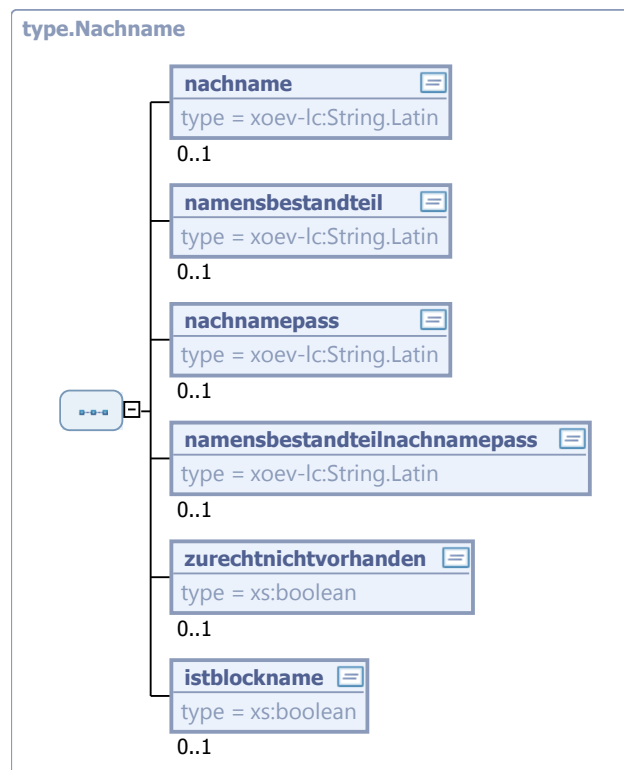 type.Nachname
nachname
type = xoev-lc:String.Latin
0..1
namensbestandteil
type = xoev-lc:String.Latin
0..1
nachnamepass
type = xoev-lc:String.Latin
0..1
namensbestandteilnachnamepass
type = xoev-lc:String.Latin
0..1
zurechtnichtvorhanden
type = xs:boolean
0..1
istblockname
type = xs:boolean
0..1